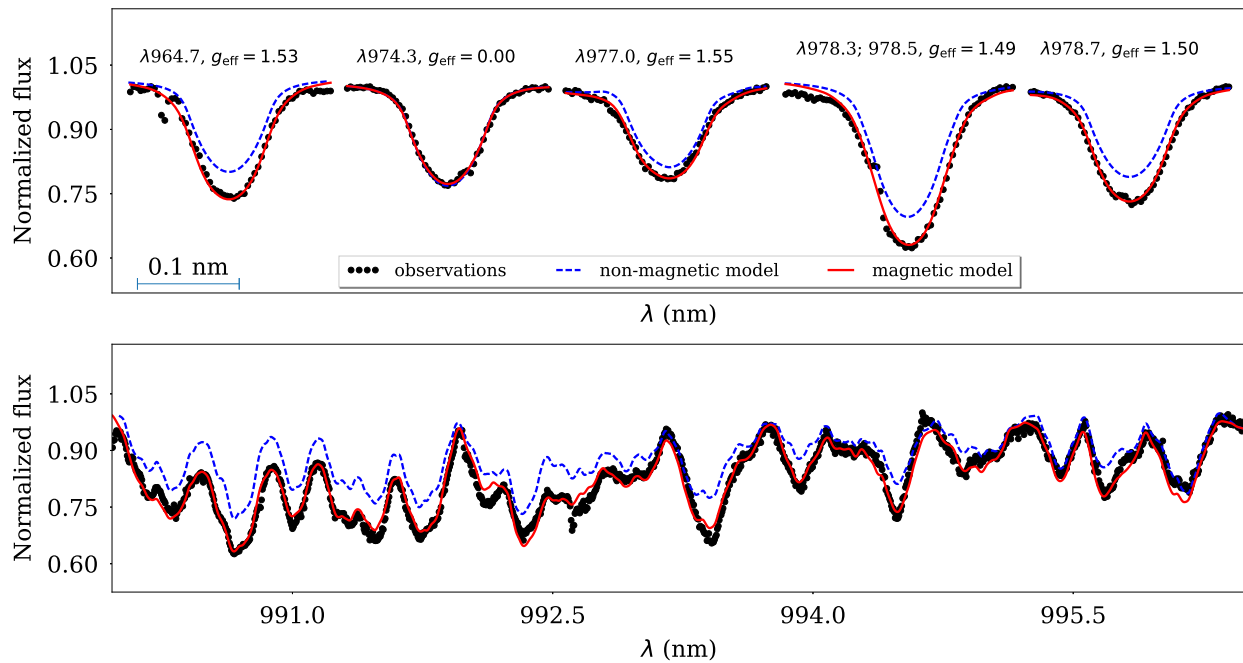 Normalized flux
1.05
0.90
0.75
0.60
λ964.7, g_eff = 1.53
λ974.3, g_eff = 0.00
λ977.0, g_eff = 1.55
λ978.3; 978.5, g_eff = 1.49
λ978.7, g_eff = 1.50
0.1 nm
observations
non-magnetic model
magnetic model
λ (nm)
Normalized flux
1.05
0.90
0.75
0.60
991.0
992.5
994.0
995.5
λ (nm)